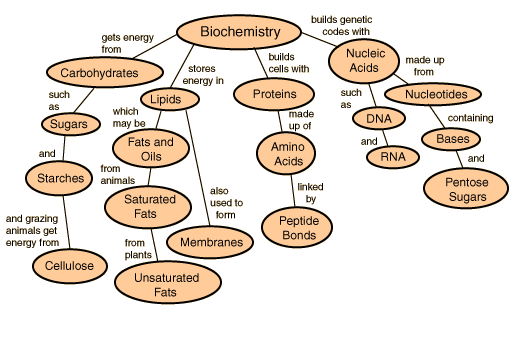 Biochemistry
gets energy
from
Carbohydrates
such
as
Sugars
and
Starches
and grazing
animals get
energy from
Cellulose
stores
energy in
Lipids
which
may be
Fats and
Oils
from
animals
Saturated
Fats
from
plants
Unsaturated
Fats
also
used to
form
Membranes
builds
cells with
Proteins
made
up of
Amino
Acids
linked
by
Peptide
Bonds
builds genetic
codes with
Nucleic
Acids
such
as
DNA
and
RNA
made up
from
Nucleotides
containing
Bases
and
Pentose
Sugars